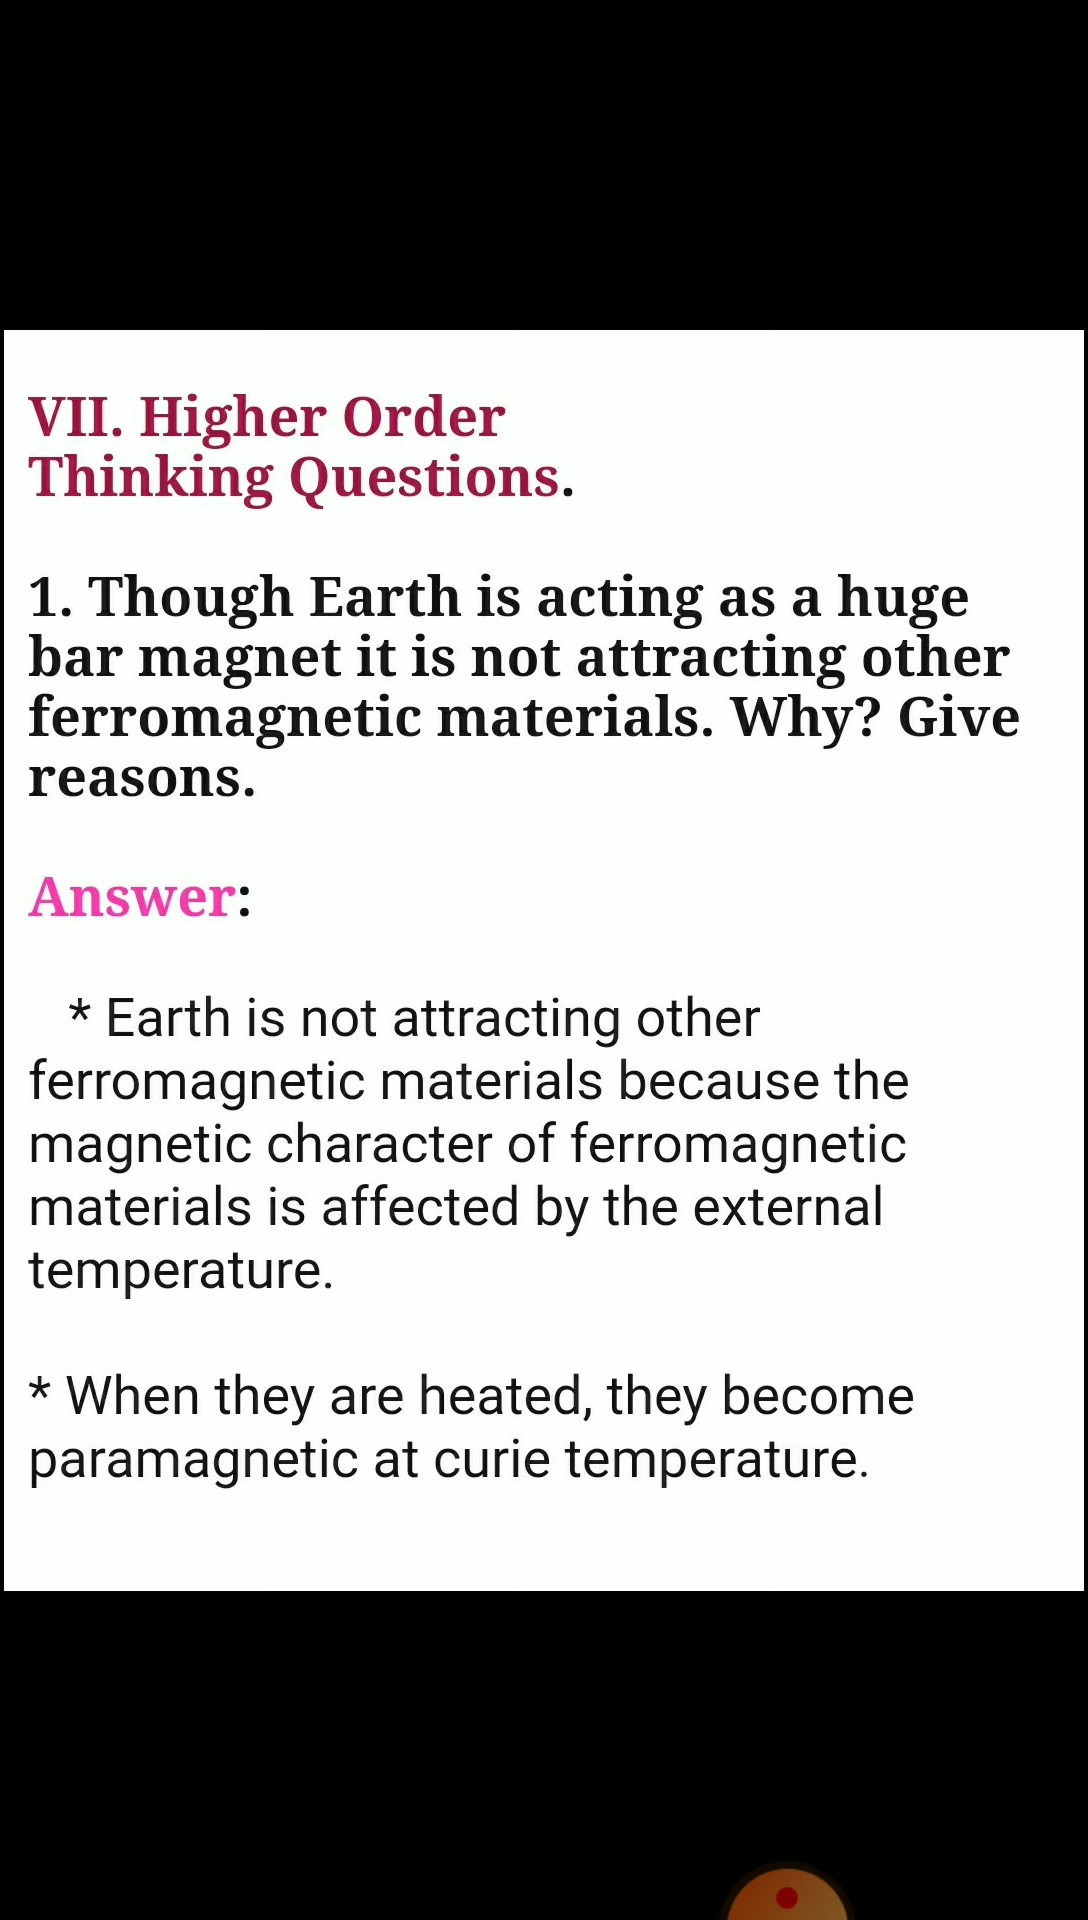 VII. Higher Order
Thinking Questions.
1. Though Earth is acting as a huge
bar magnet it is not attracting other
ferromagnetic materials. Why? Give
reasons.
Answer:
* Earth is not attracting other
ferromagnetic materials because the
magnetic character of ferromagnetic
materials is affected by the external
temperature.
* When they are heated, they become
paramagnetic at curie temperature.